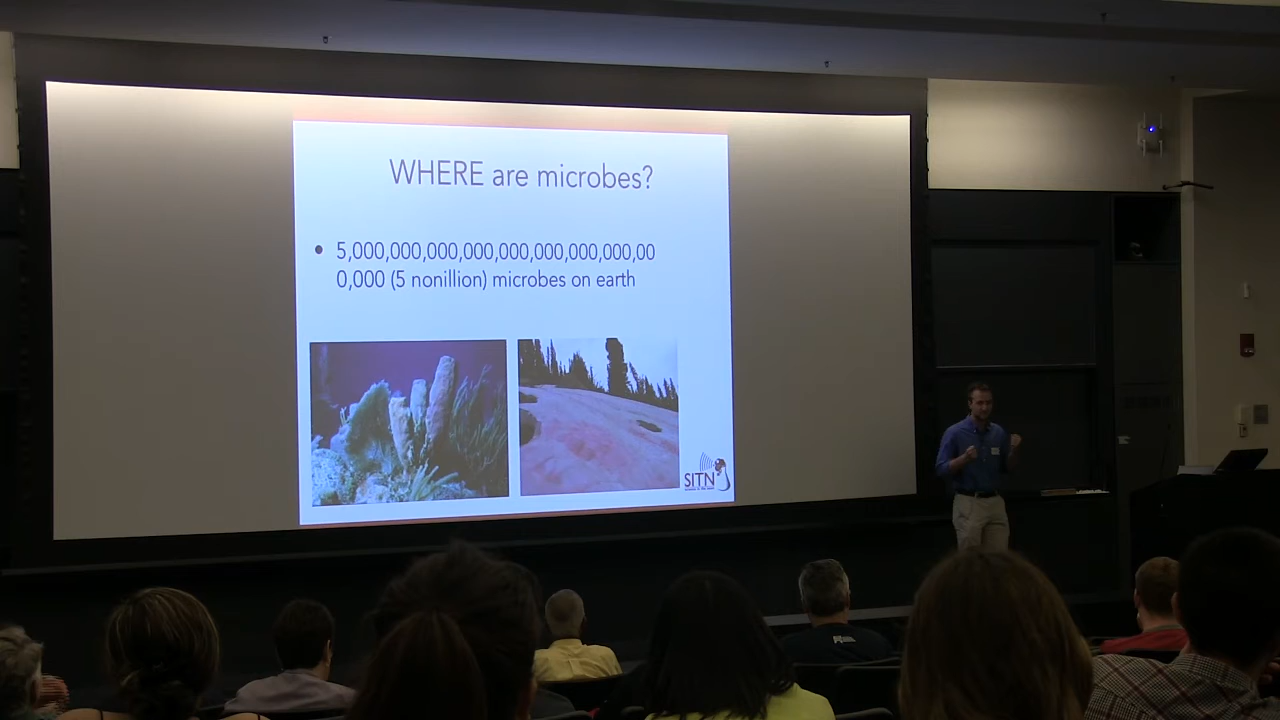 WHERE are microbes?
• 5,000,000,000,000,000,000,000,000,00
0,000 (5 nonillion) microbes on earth
SITN